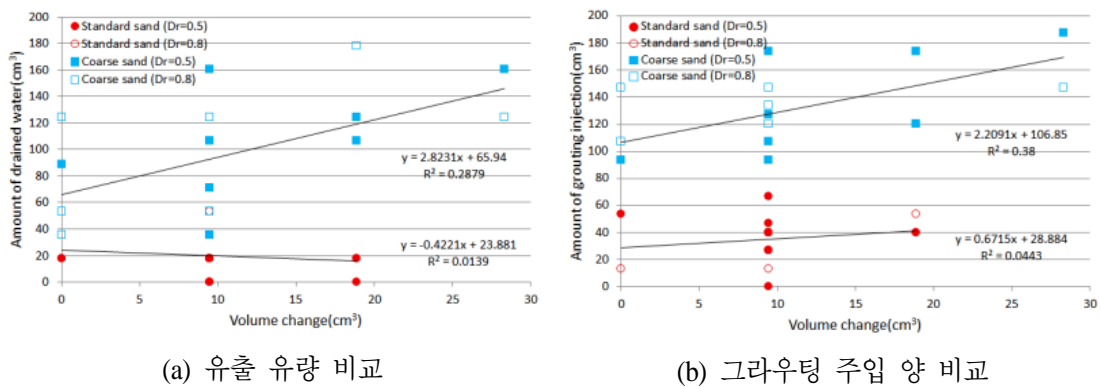 Amount of drained water(cm³)
200
180
160
140
120
100
80
60
40
20
0
Standard sand (Dr=0.5)
Standard sand (Dr=0.8)
Coarse sand (Dr=0.5)
Coarse sand (Dr=0.8)
y = 2.8231x + 65.94
R² = 0.2879
y = -0.4221x + 23.881
R² = 0.0139
0 5 10 15 20 25 30
Volume change(cm³)
(a) 유출 유량 비교
Amount of grouting injection(cm³)
200
180
160
140
120
100
80
60
40
20
0
Standard sand (Dr=0.5)
Standard sand (Dr=0.8)
Coarse sand (Dr=0.5)
Coarse sand (Dr=0.8)
y = 2.2091x + 106.85
R² = 0.38
y = 0.6715x + 28.884
R² = 0.0443
0 5 10 15 20 25 30
Volume change(cm³)
(b) 그라우팅 주입 양 비교